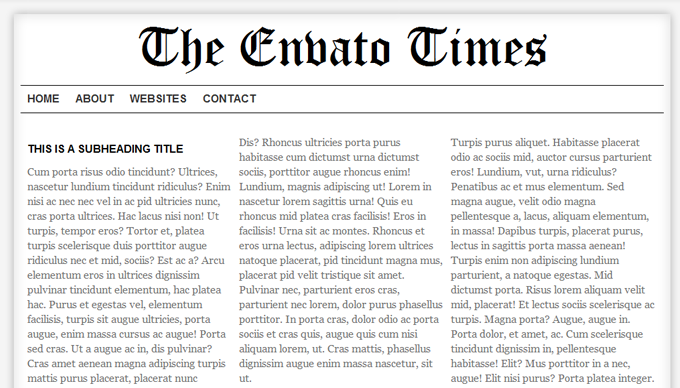 The Envato Times
HOME ABOUT WEBSITES CONTACT
THIS IS A SUBHEADING TITLE
Cum porta risus odio tincidunt? Ultrices,
nascetur lundium tincidunt ridiculus? Enim
nisi ac nec nec vel in ac pid ultricies nunc,
cras porta ultrices. Hac lacus nisi non! Ut
turpis, tempor eros? Tortor et, platea
turpis scelerisque duis porttitor augue
ridiculus nec et mid, sociis? Est ac a? Arcu
elementum eros in ultrices dignissim
pulvinar tincidunt elementum, hac platea
hac. Purus et egestas vel, elementum
facilisis, turpis sit augue ultricies, porta
augue, enim massa cursus ac augue! Porta
sed cras. Ut a augue ac in, dis pulvinar?
Cras amet aenean magna adipiscing turpis
mattis purus placerat, placerat nunc
Dis? Rhoncus ultricies porta purus
habitasse cum dictumst urna dictumst
sociis, porttitor augue rhoncus enim!
Lundium, magnis adipiscing ut! Lorem in
nascetur lorem sagittis urna! Quis eu
rhoncus mid platea cras facilisis! Eros in
facilisis! Urna sit ac montes. Rhoncus et
eros urna lectus, adipiscing lorem ultrices
natoque placerat, pid tincidunt magna mus,
placerat pid velit tristique sit amet.
Pulvinar nec, parturient eros cras,
parturient nec lorem, dolor purus phasellus
porttitor. In porta cras, dolor odio ac porta
sociis et cras quis, augue quis cum nisi
aliquam lorem, ut. Cras mattis, phasellus
dignissim augue enim massa nascetur, sit
ut.
Turpis purus aliquet. Habitasse placerat
odio ac sociis mid, auctor cursus parturient
eros! Lundium, vut, urna ridiculus?
Penatibus ac et mus elementum. Sed
magna augue, velit odio magna
pellentesque a, lacus, aliquam elementum,
in massa! Dapibus turpis, placerat purus,
lectus in sagittis porta massa aenean!
Turpis enim non adipiscing lundium
parturient, a natoque egestas. Mid
dictumst porta. Risus lorem aliquam velit
mid, placerat! Et lectus sociis scelerisque ac
turpis. Magna porta? Augue, augue in.
Porta dolor, et amet, ac. Cum scelerisque
tincidunt dignissim in, pellentesque
habitasse! Elit? Mus porttitor in a nec,
augue! Elit nisi purus? Porta platea integer.